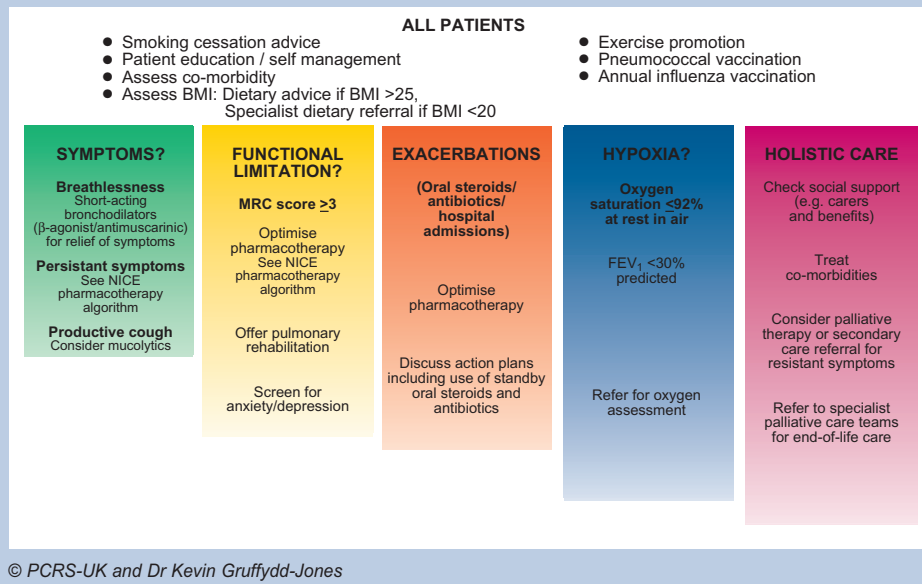 ALL PATIENTS
● Smoking cessation advice
● Patient education / self management
● Assess co-morbidity
● Assess BMI: Dietary advice if BMI >25,
Specialist dietary referral if BMI <20
● Exercise promotion
● Pneumococcal vaccination
● Annual influenza vaccination
SYMPTOMS?
Breathlessness
Short-acting
bronchodilators
(β-agonist/antimuscarinic)
for relief of symptoms
Persistant symptoms
See NICE
pharmacotherapy
algorithm
Productive cough
Consider mucolytics
FUNCTIONAL
LIMITATION?
MRC score ≥3
Optimise
pharmacotherapy
See NICE
pharmacotherapy
algorithm
Offer pulmonary
rehabilitation
Screen for
anxiety/depression
EXACERBATIONS
(Oral steroids/
antibiotics/
hospital
admissions)
Optimise
pharmacotherapy
Discuss action plans
including use of standby
oral steroids and
antibiotics
HYPOXIA?
Oxygen
saturation ≤92%
at rest in air
FEV₁ <30%
predicted
Refer for oxygen
assessment
HOLISTIC CARE
Check social support
(e.g. carers
and benefits)
Treat
co-morbidities
Consider palliative
therapy or secondary
care referral for
resistant symptoms
Refer to specialist
palliative care teams
for end-of-life care
© PCRS-UK and Dr Kevin Gruffydd-Jones